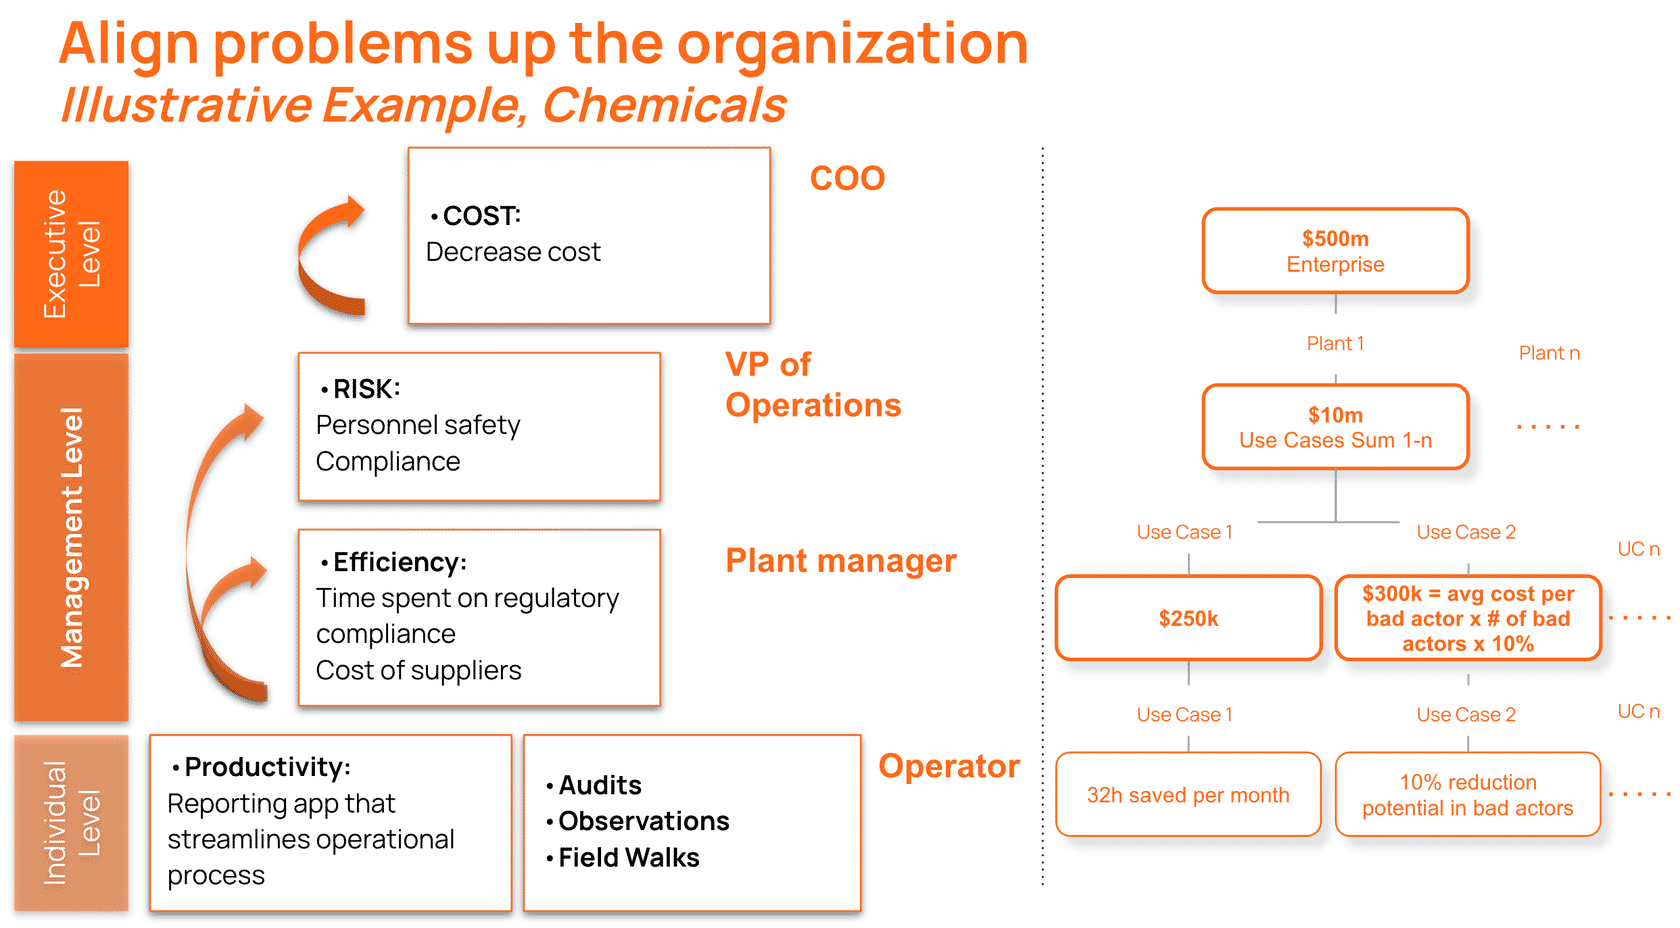 Align problems up the organization
Illustrative Example, Chemicals
Executive
Level
•COST:
Decrease cost
COO
Management Level
•RISK:
Personnel safety
Compliance
VP of
Operations
•Efficiency:
Time spent on regulatory
compliance
Cost of suppliers
Plant manager
Individual
Level
•Productivity:
Reporting app that
streamlines operational
process
•Audits
•Observations
•Field Walks
Operator
$500m
Enterprise
Plant 1
Plant n
$10m
Use Cases Sum 1-n
.....
Use Case 1
Use Case 2
UC n
$250k
$300k = avg cost per
bad actor x # of bad
actors x 10%
.....
Use Case 1
Use Case 2
UC n
32h saved per month
10% reduction
potential in bad actors
.....